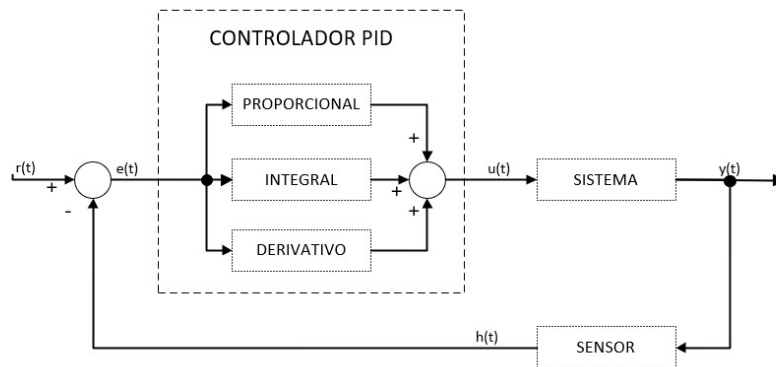 CONTROLADOR PID
PROPORCIONAL
+
r(t)
+
e(t)
INTEGRAL
+
u(t)
SISTEMA
y(t)
-
+
DERIVATIVO
h(t)
SENSOR